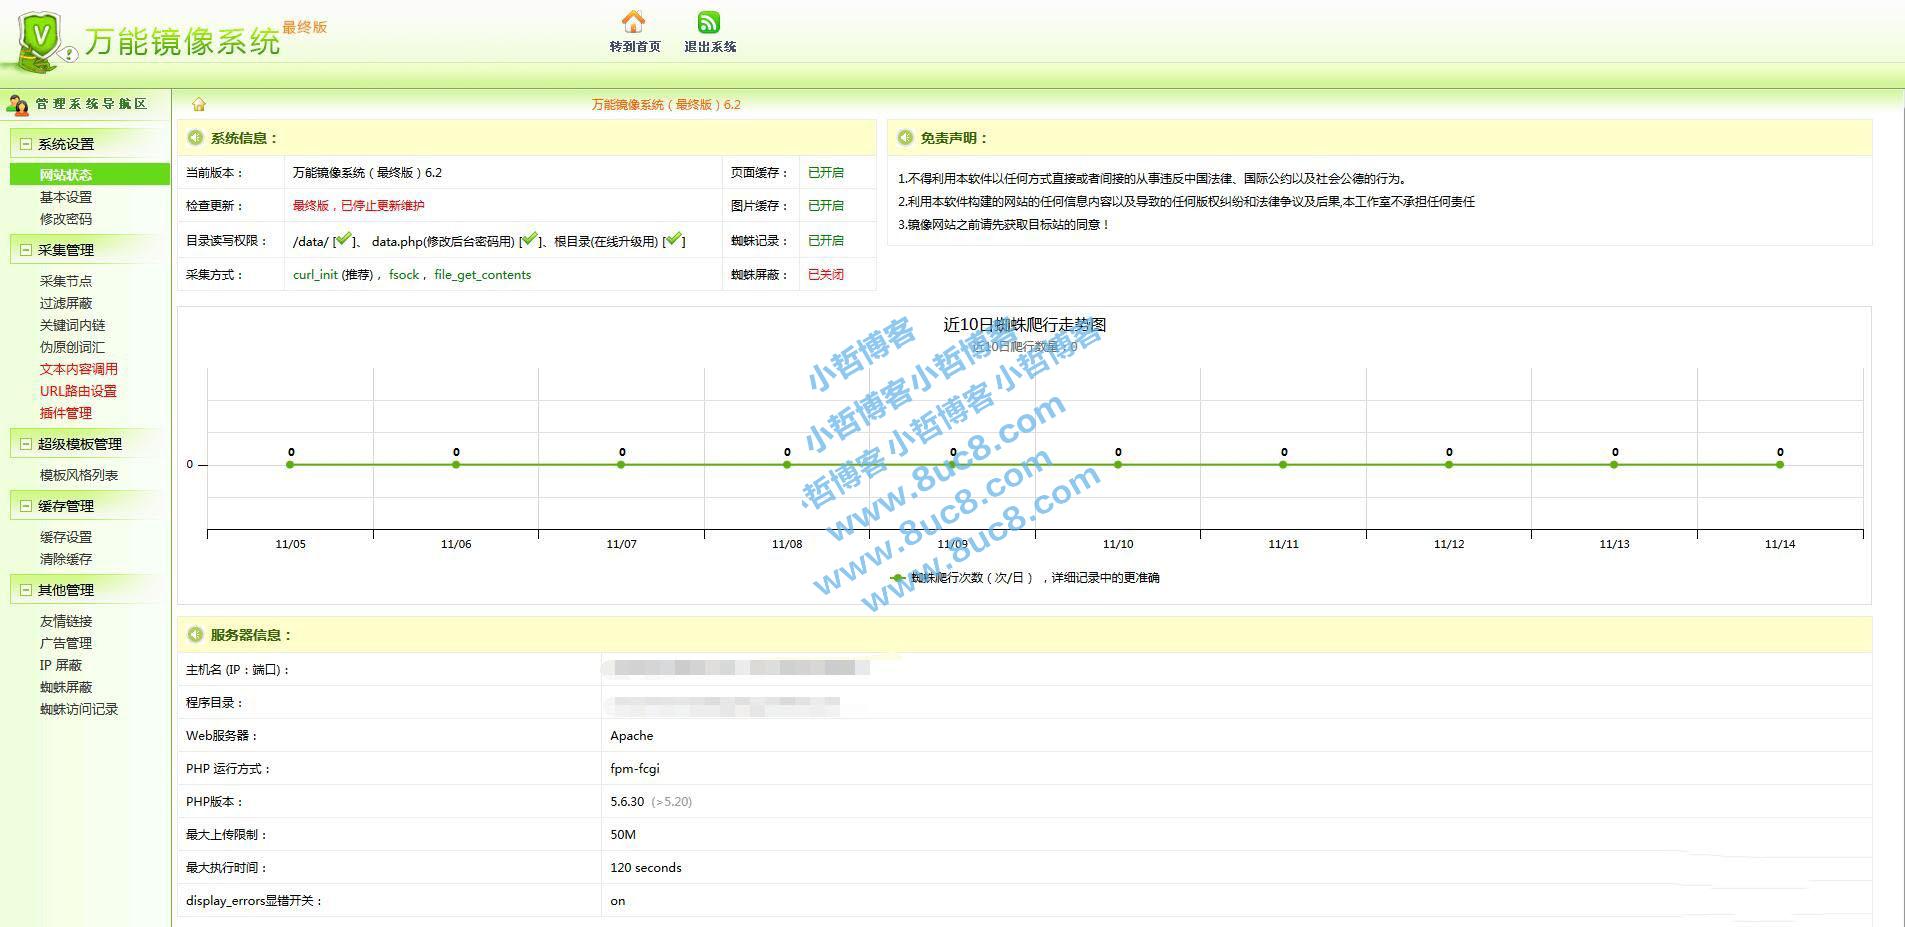 万能镜像系统 最终版
转到首页 退出系统
管理系统导航区
万能镜像系统（最终版）6.2
系统设置
网站状态
基本设置
修改密码
采集管理
采集节点
过滤屏蔽
关键词内链
伪原创词汇
文本内容调用
URL路由设置
插件管理
超级模板管理
模板风格列表
缓存管理
缓存设置
清除缓存
其他管理
友情链接
广告管理
IP 屏蔽
蜘蛛屏蔽
蜘蛛访问记录
系统信息：
当前版本： 万能镜像系统（最终版）6.2 页面缓存： 已开启
检查更新： 最终版，已停止更新维护 图片缓存： 已开启
目录读写权限： /data/ [✓]、 data.php(修改后台密码用) [✓]、根目录(在线升级用) [✓] 蜘蛛记录： 已开启
采集方式： curl_init (推荐) ， fsock ， file_get_contents 蜘蛛屏蔽： 已关闭
免责声明：
1.不得利用本软件以任何方式直接或者间接的从事违反中国法律、国际公约以及社会公德的行为。
2.利用本软件构建的网站的任何信息内容以及导致的任何版权纠纷和法律争议及后果,本工作室不承担任何责任
3.镜像网站之前请先获取目标站的同意！
近10日蜘蛛爬行走势图
近10日爬行数量：0
0 0 0 0 0 0 0 0 0 0
0
11/05 11/06 11/07 11/08 11/09 11/10 11/11 11/12 11/13 11/14
蜘蛛爬行次数（次/日），详细记录中的更准确
小哲博客
小哲博客小哲博客
哲博客小哲博客小哲博客
www.8uc8.com
www.8uc8.com
www.8uc8.com
服务器信息：
主机名 (IP：端口)：
程序目录：
Web服务器： Apache
PHP 运行方式： fpm-fcgi
PHP版本： 5.6.30 (>5.20)
最大上传限制： 50M
最大执行时间： 120 seconds
display_errors显错开关： on